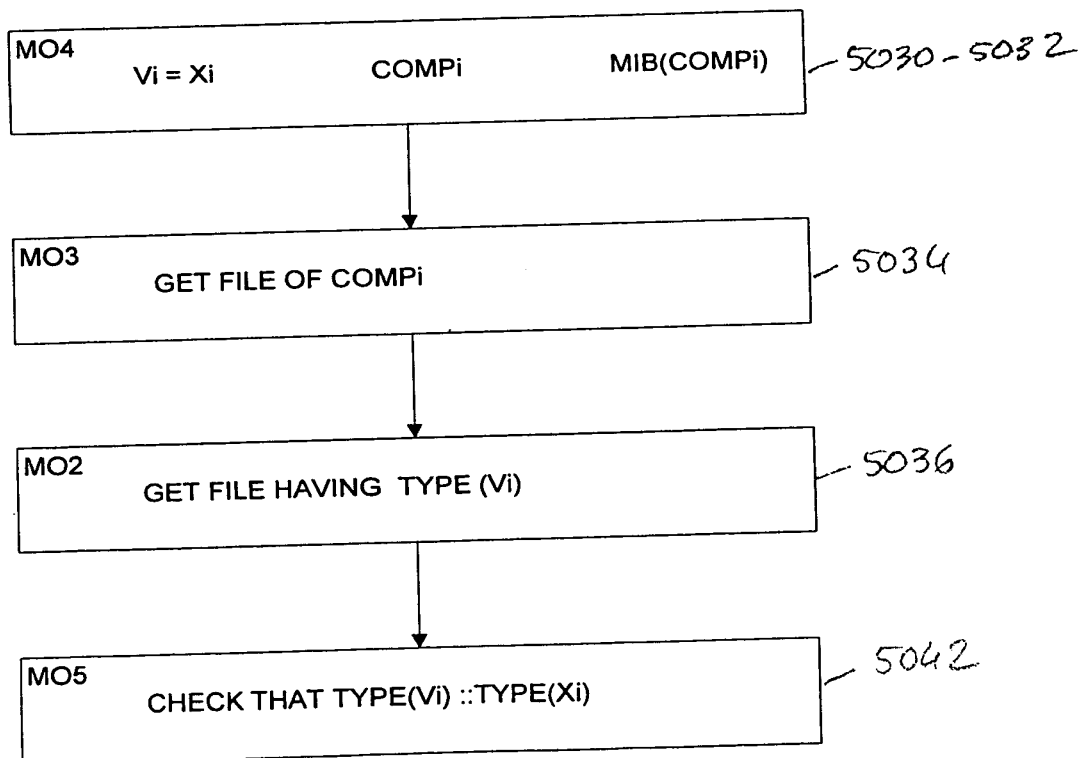 MO4
Vi = Xi COMPi MIB(COMPi) 5030-5032
MO3
GET FILE OF COMPi 5034
MO2
GET FILE HAVING TYPE (Vi) 5036
MO5
CHECK THAT TYPE(Vi) ::TYPE(Xi) 5042